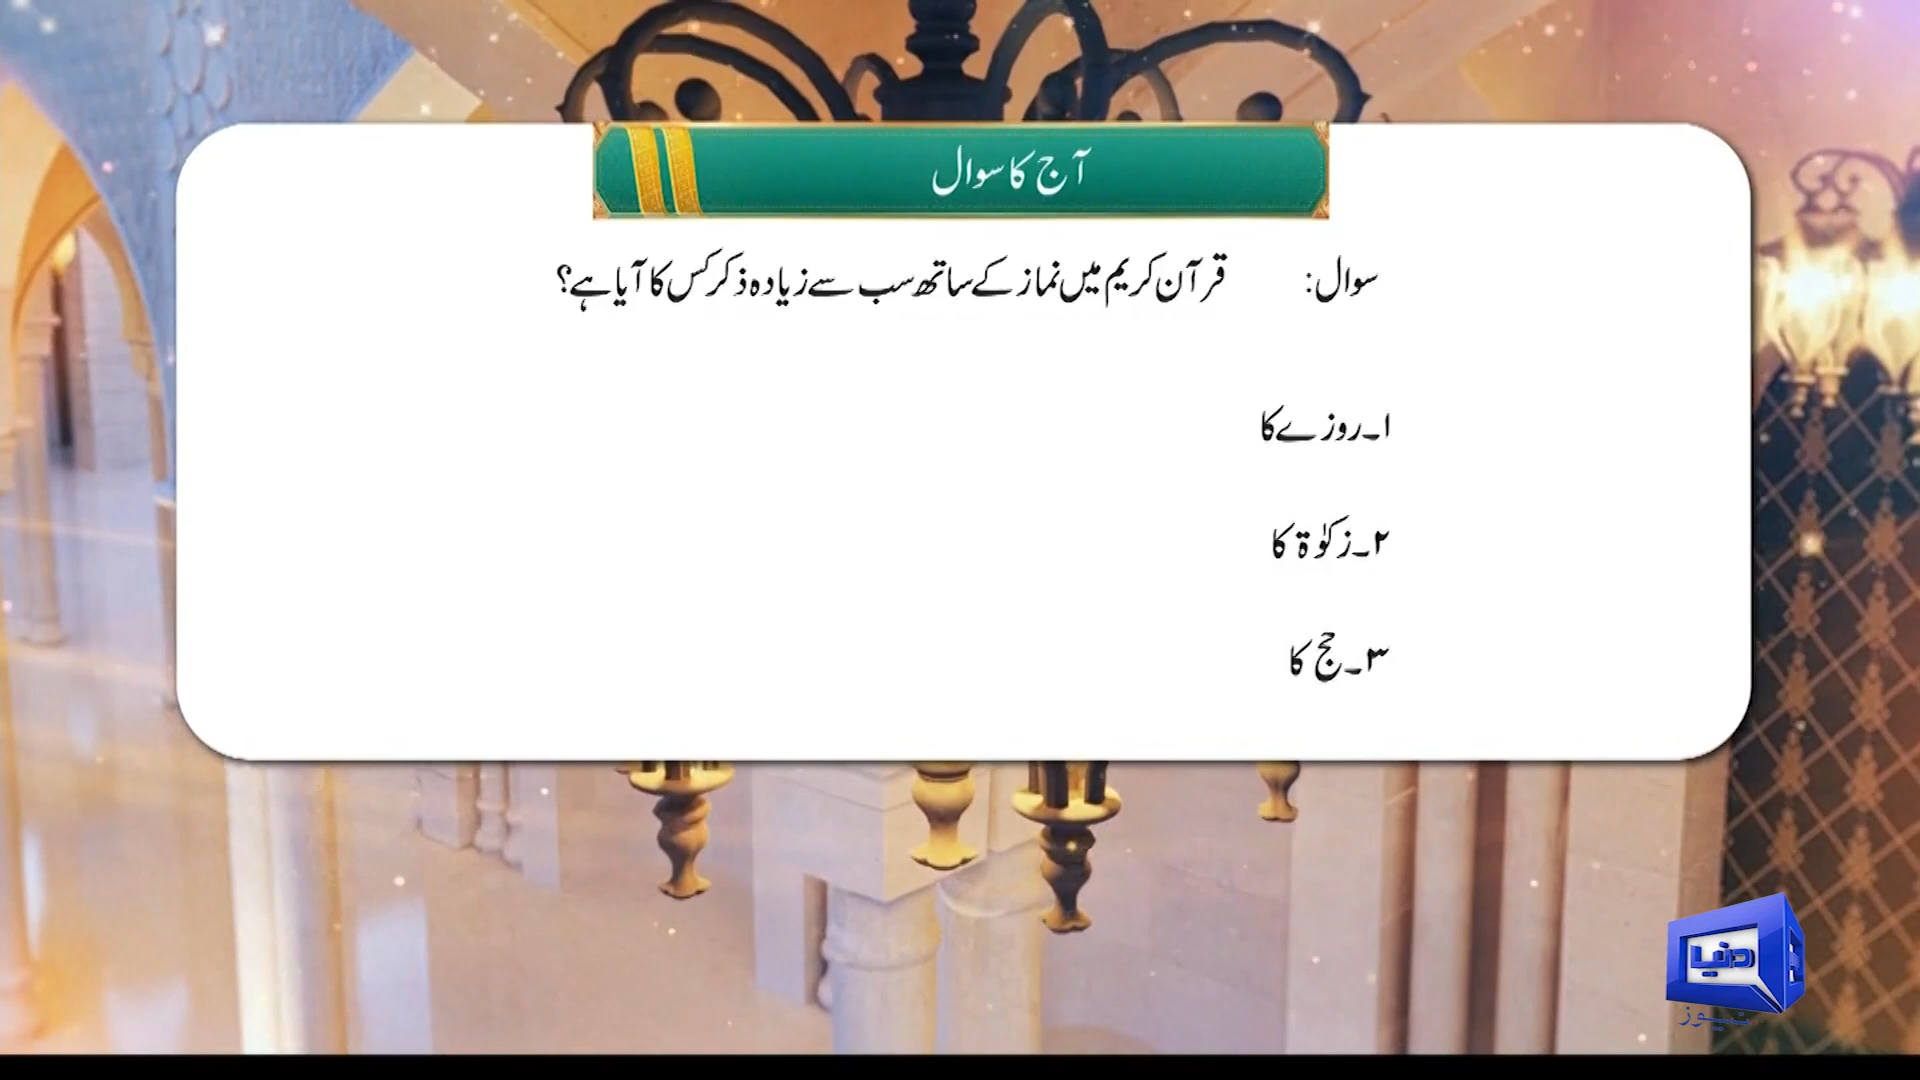 آج کا سوال
سوال: قرآن کریم میں نماز کے ساتھ سب سے زیادہ ذکر کس کا آیا ہے؟
۱۔روزے کا
۲۔زکوٰۃ کا
۳۔حج کا
دنیا
نیوز